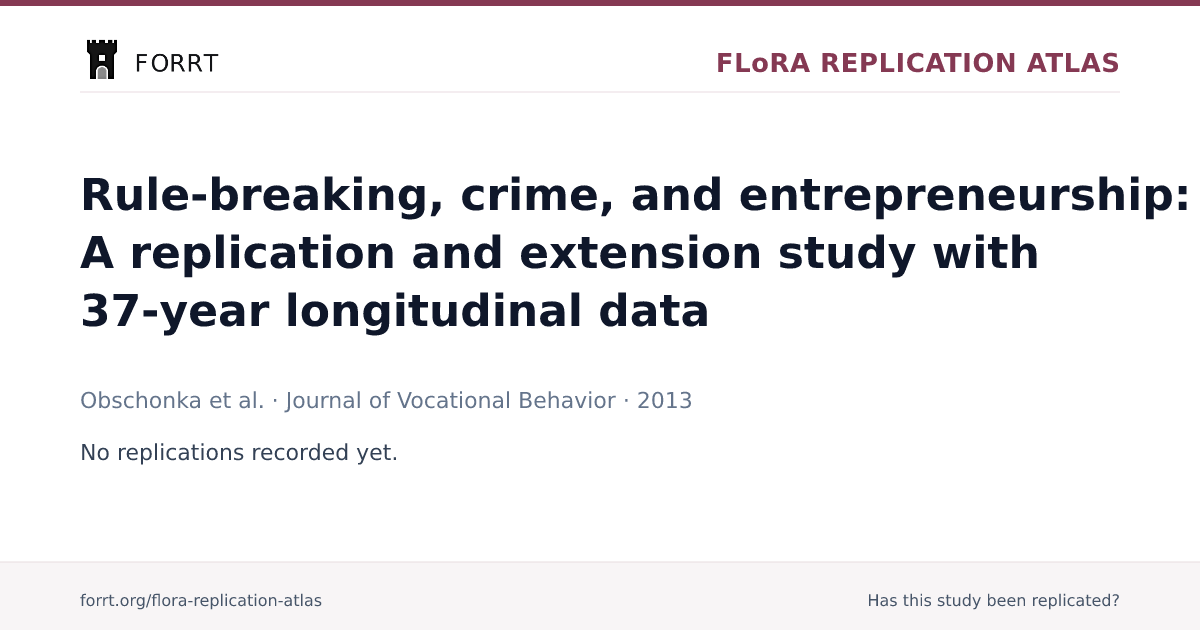 FORRT
FLoRA REPLICATION ATLAS
Rule-breaking, crime, and entrepreneurship:
A replication and extension study with
37-year longitudinal data
Obschonka et al. · Journal of Vocational Behavior · 2013
No replications recorded yet.
forrt.org/flora-replication-atlas
Has this study been replicated?